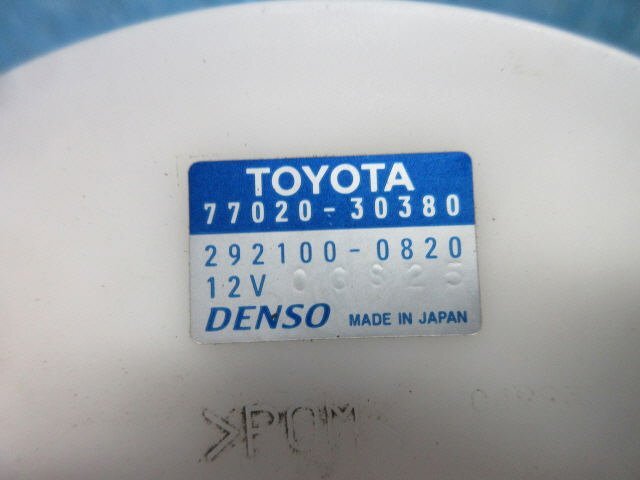 TOYOTA
77020-30380
292100-0820
12V
DENSO MADE IN JAPAN
>POM